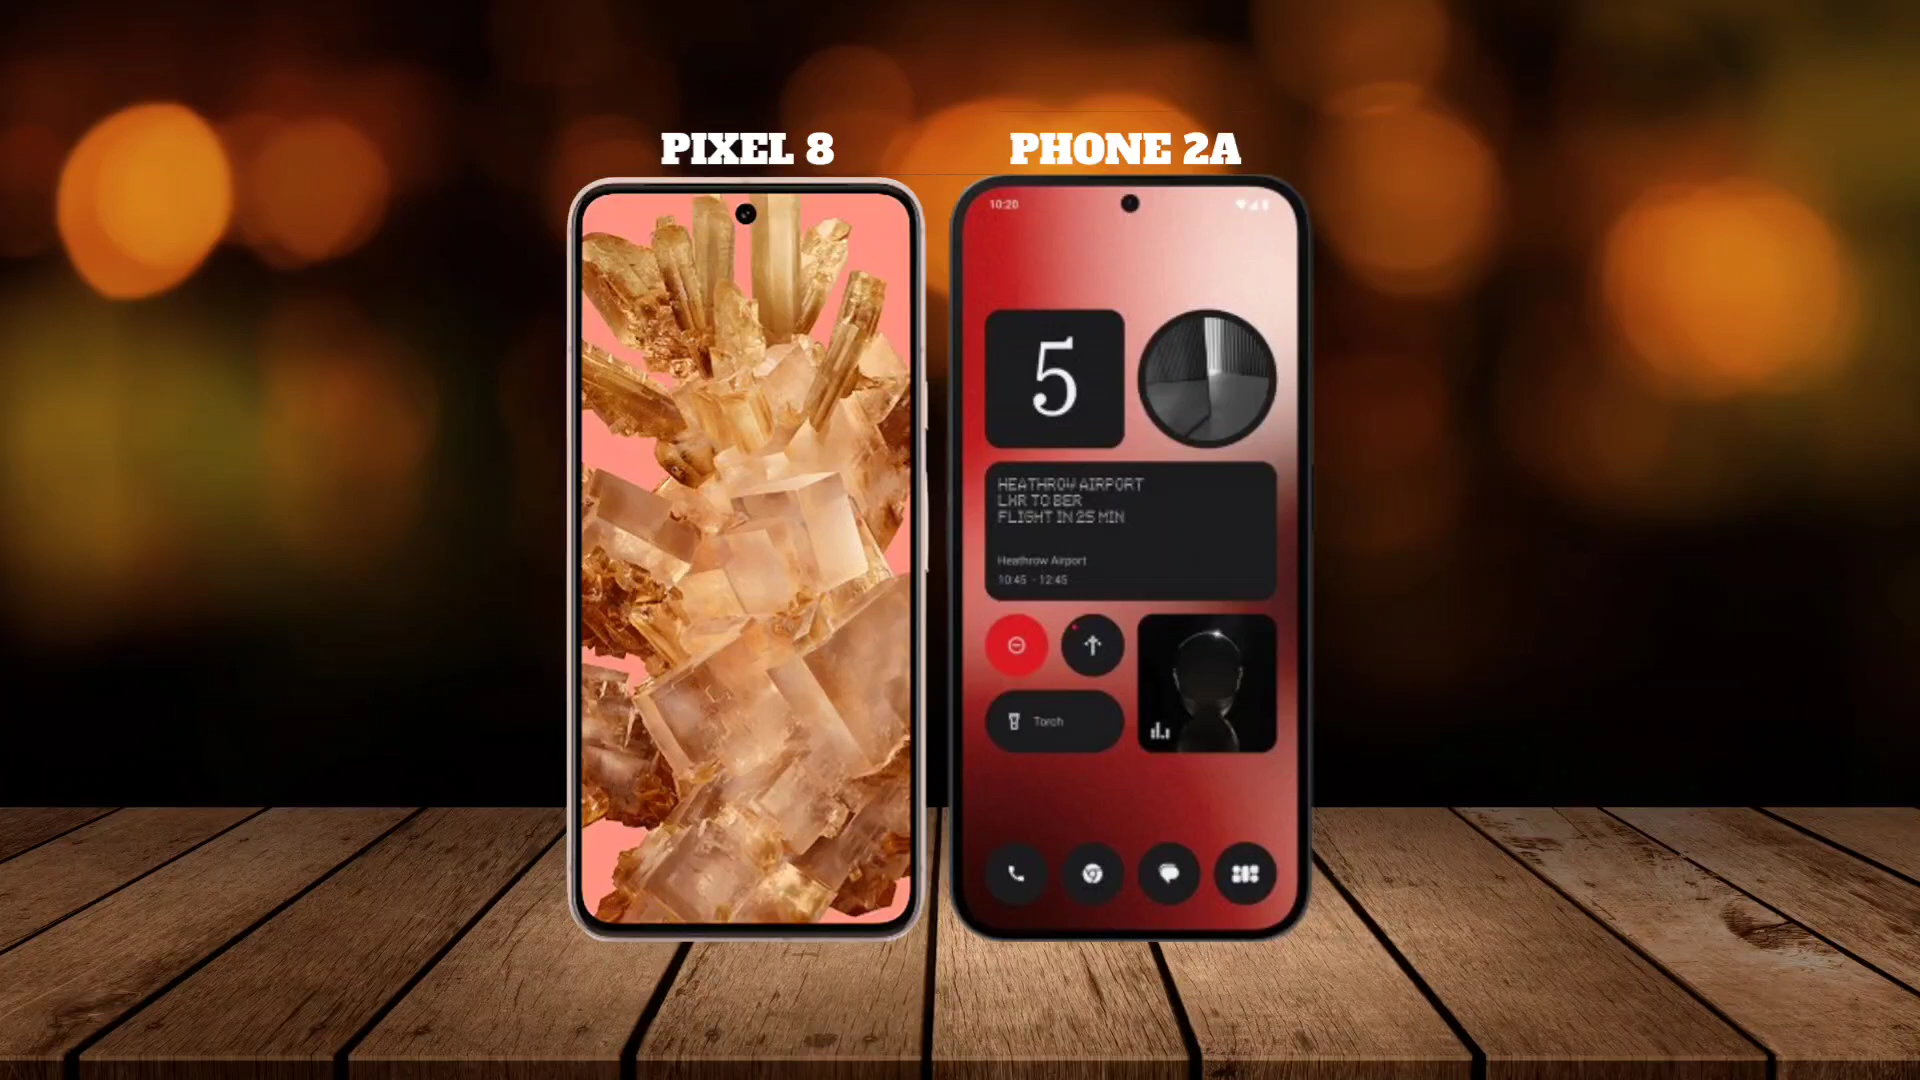 PIXEL 8
PHONE 2A
10:20
5
HEATHROW AIRPORT
LHR TO BER
FLIGHT IN 25 MIN
Heathrow Airport
10:45 - 12:45
Torch